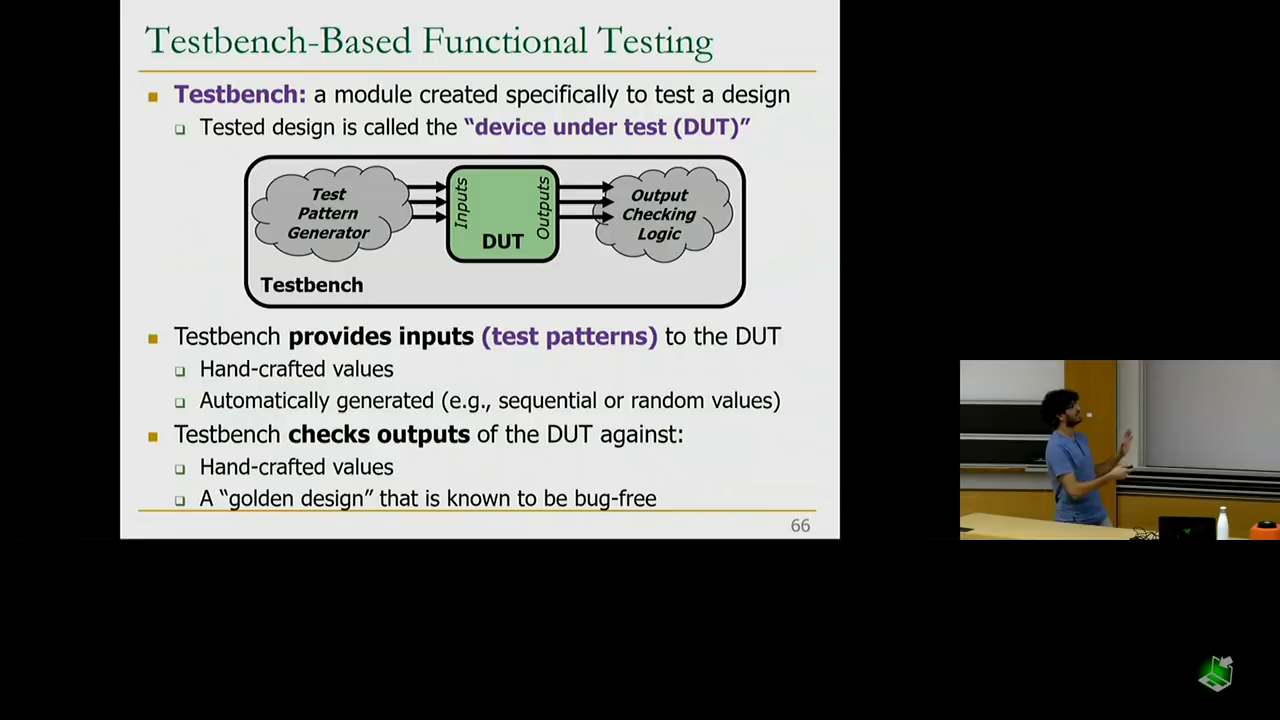 Testbench-Based Functional Testing
Testbench: a module created specifically to test a design
Tested design is called the “device under test (DUT)”
Test
Pattern
Generator
Inputs
DUT
Outputs
Output
Checking
Logic
Testbench
Testbench provides inputs (test patterns) to the DUT
Hand-crafted values
Automatically generated (e.g., sequential or random values)
Testbench checks outputs of the DUT against:
Hand-crafted values
A “golden design” that is known to be bug-free
66